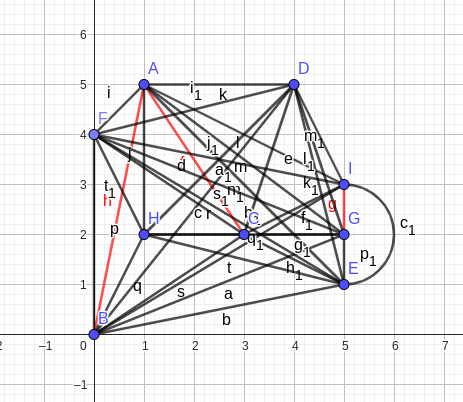 6
A
D
5
i
i₁
k
F
4
j
j₁
l
m₁
d
a₁
m
e
l₁
I
3
t₁
h
s₁
m₁
k₁
g
c
r
h
f₁
H
C
G
c₁
2
p
q₁
g₁
p₁
t
h₁
E
1
q
s
a
b
B
2
−1
0
1
2
3
4
5
6
7
−1